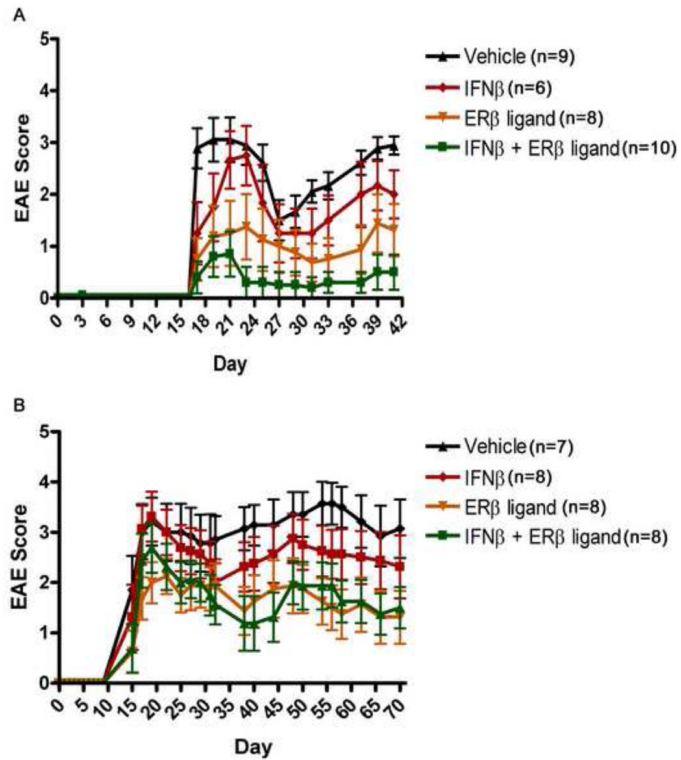 A
EAE Score
5
4
3
2
1
0
0 3 6 9 12 15 18 21 24 27 30 33 36 39 42
Day
Vehicle (n=9)
IFNβ (n=6)
ERβ ligand (n=8)
IFNβ + ERβ ligand (n=10)
B
EAE Score
5
4
3
2
1
0
0 5 10 15 20 25 30 35 40 45 50 55 60 65 70
Day
Vehicle (n=7)
IFNβ (n=8)
ERβ ligand (n=8)
IFNβ + ERβ ligand (n=8)